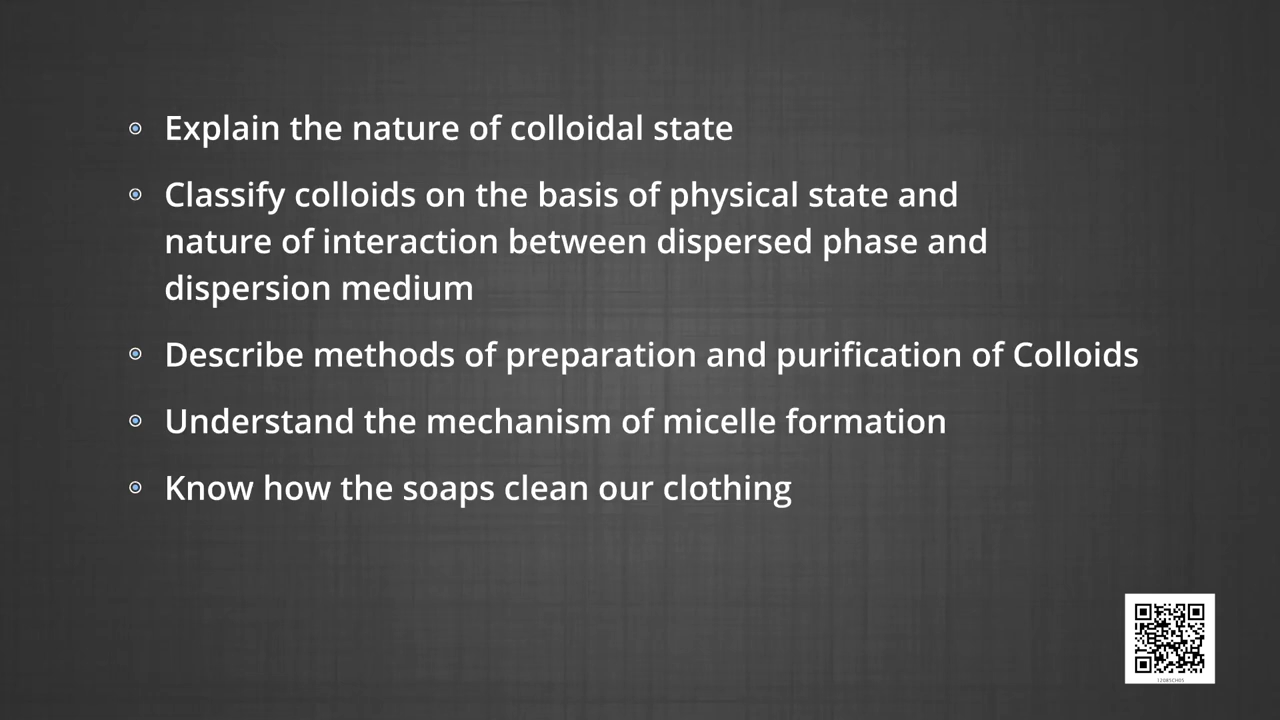 Explain the nature of colloidal state
Classify colloids on the basis of physical state and
nature of interaction between dispersed phase and
dispersion medium
Describe methods of preparation and purification of Colloids
Understand the mechanism of micelle formation
Know how the soaps clean our clothing
12085CH05